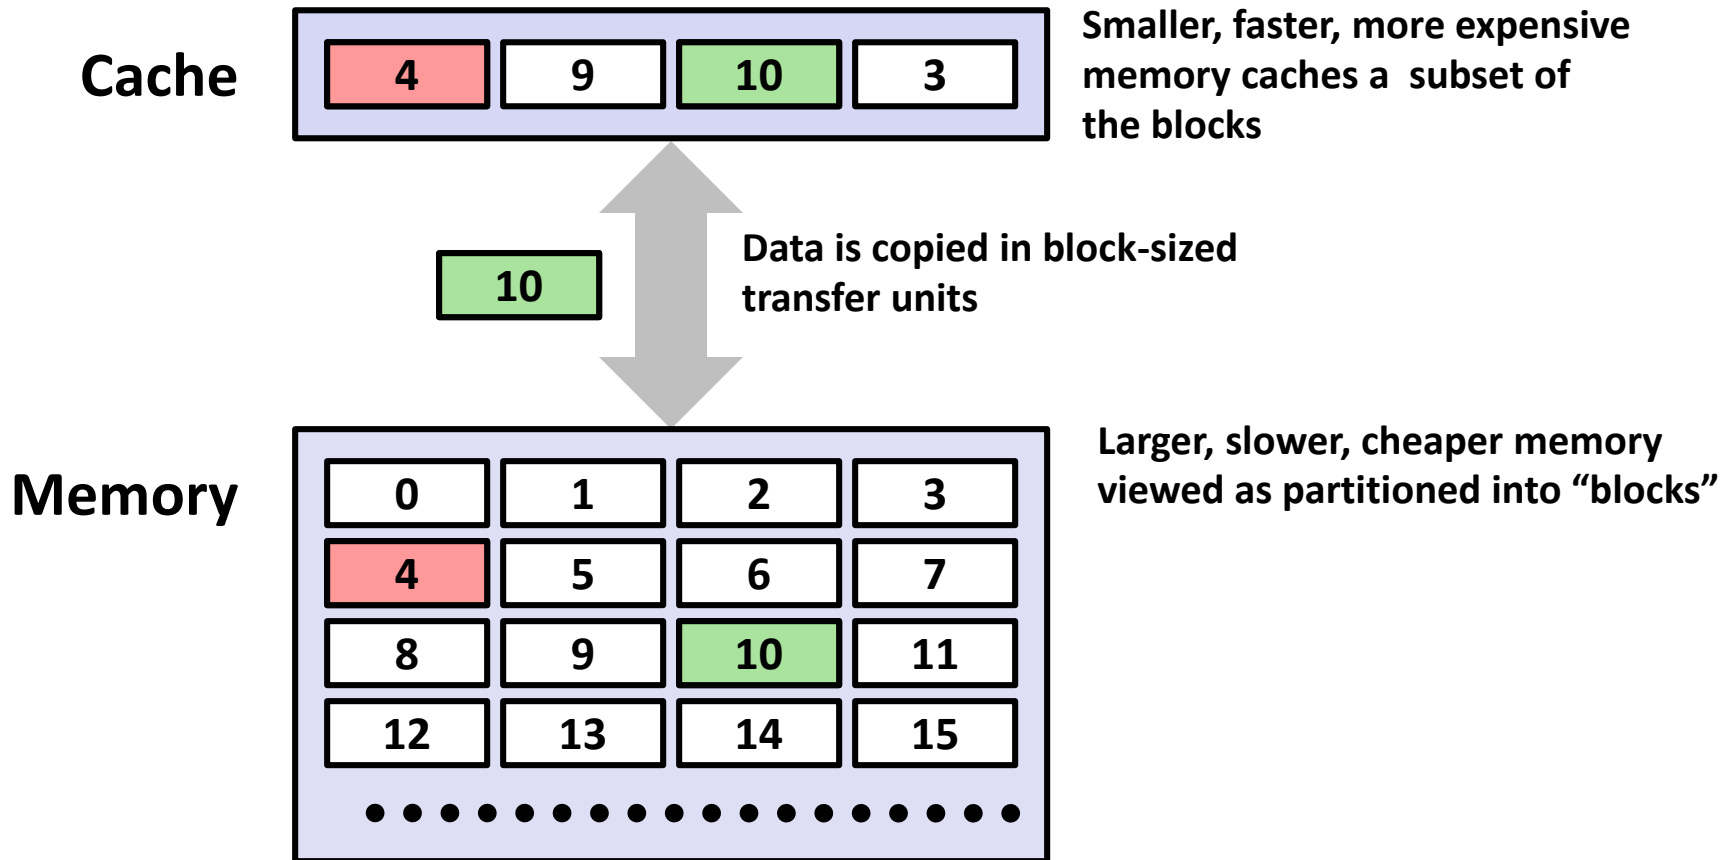 Cache
4 9 10 3
Smaller, faster, more expensive
memory caches a  subset of
the blocks
10
Data is copied in block-sized
transfer units
Memory
Larger, slower, cheaper memory
viewed as partitioned into “blocks”
0 1 2 3
4 5 6 7
8 9 10 11
12 13 14 15